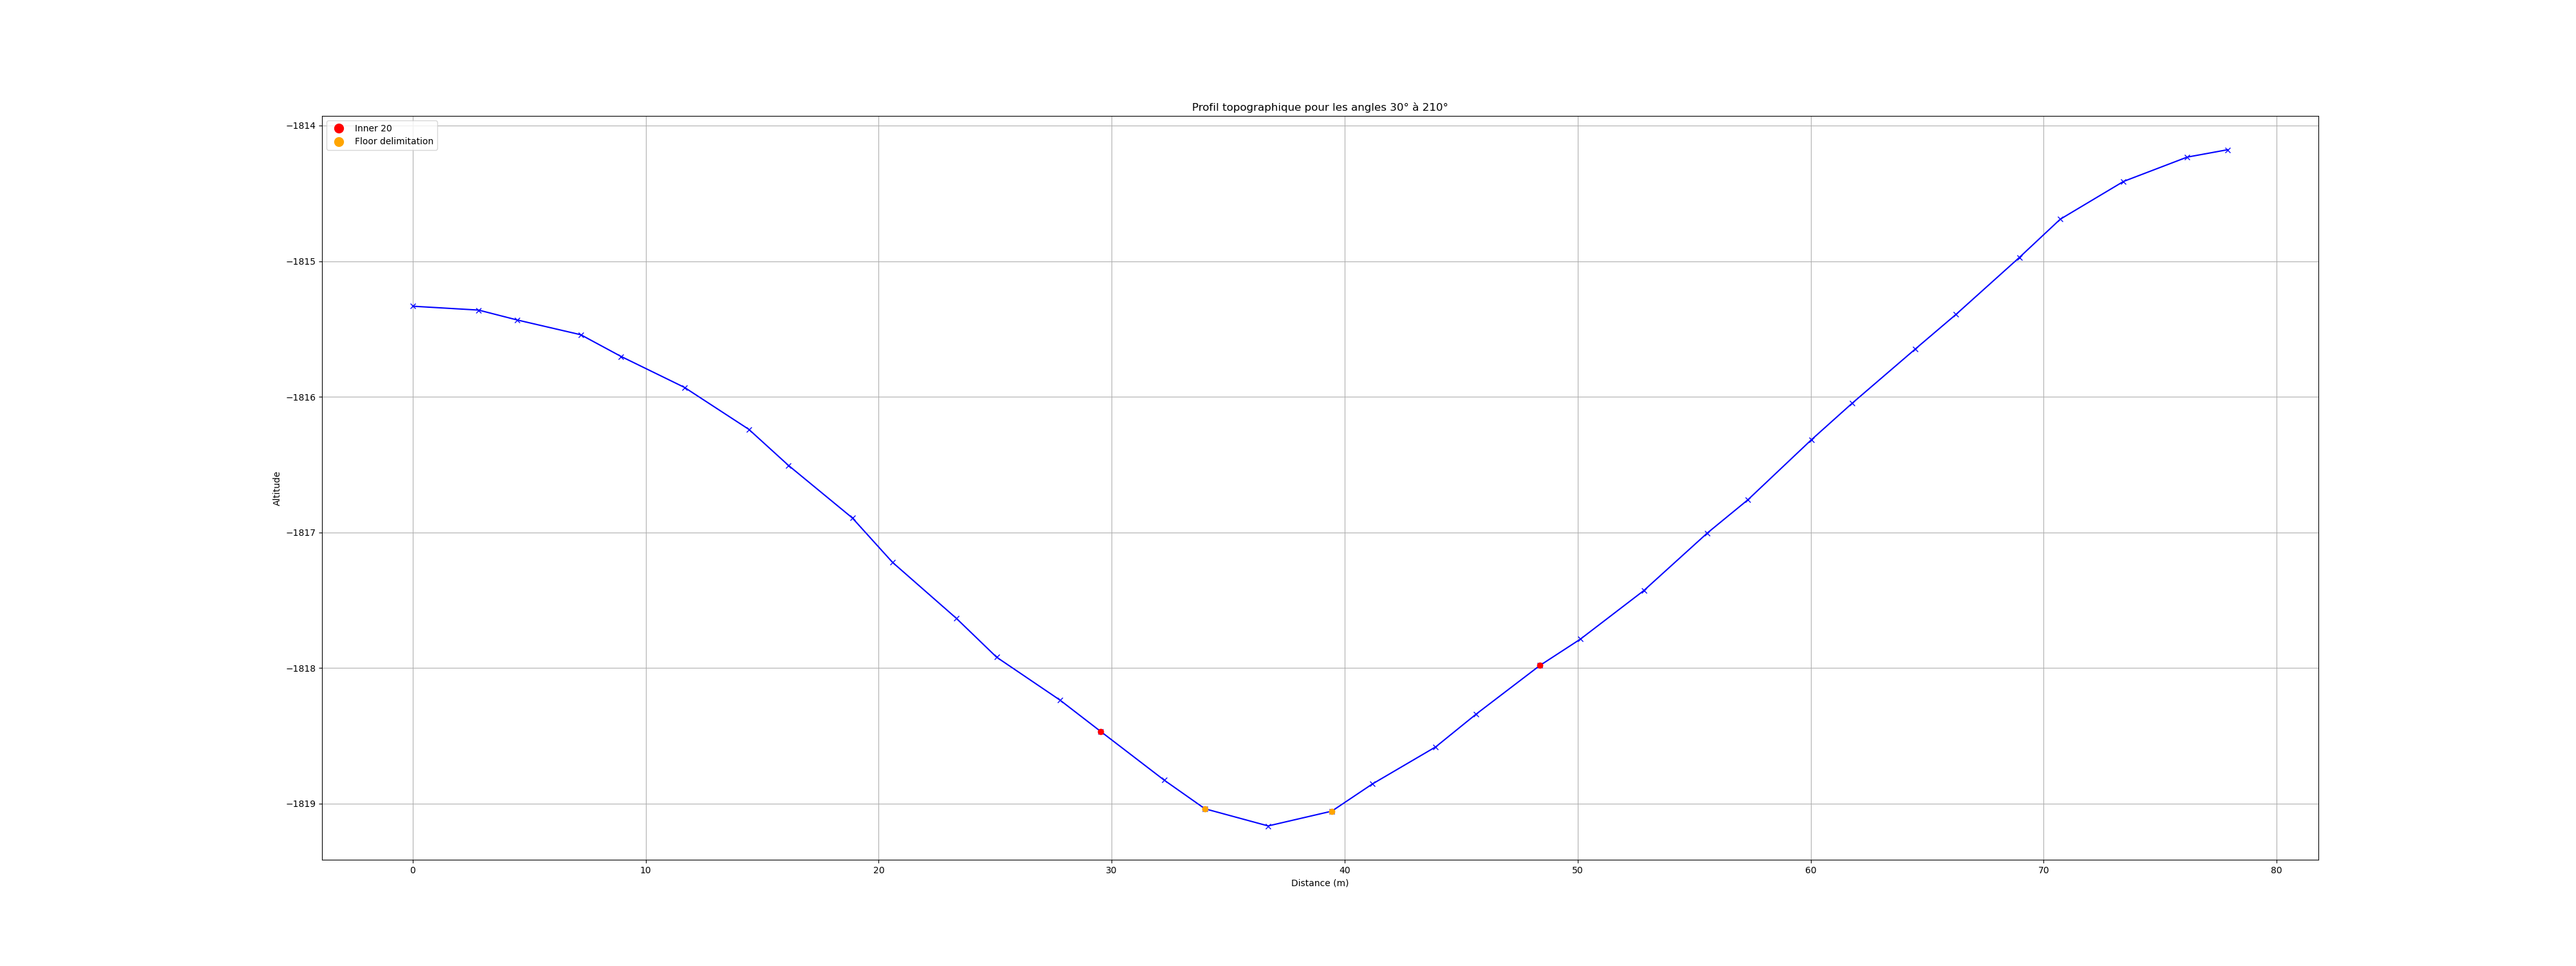 Profil topographique pour les angles 30° à 210°
Inner 20
Floor delimitation
−1814
−1815
−1816
−1817
−1818
−1819
Altitude
0 10 20 30 40 50 60 70 80
Distance (m)